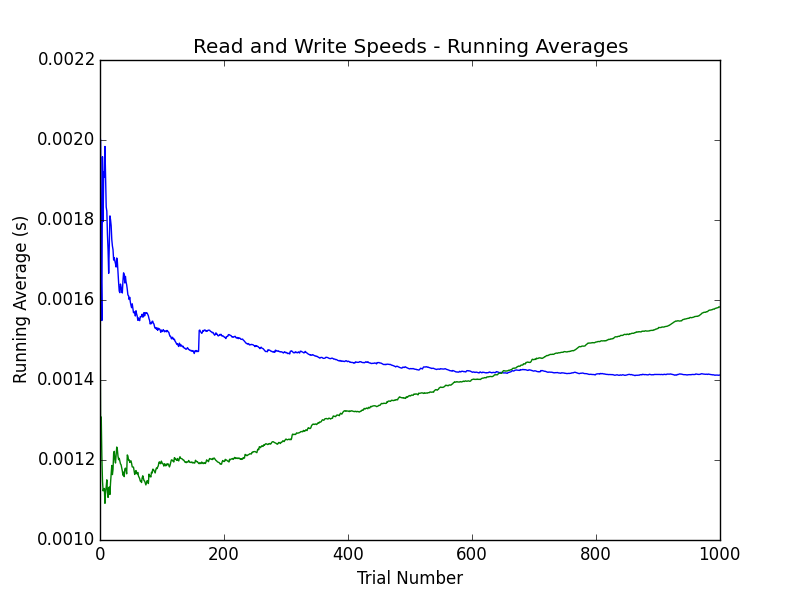 Read and Write Speeds - Running Averages
0.0022
0.0020
0.0018
0.0016
0.0014
0.0012
0.0010
Running Average (s)
0 200 400 600 800 1000
Trial Number